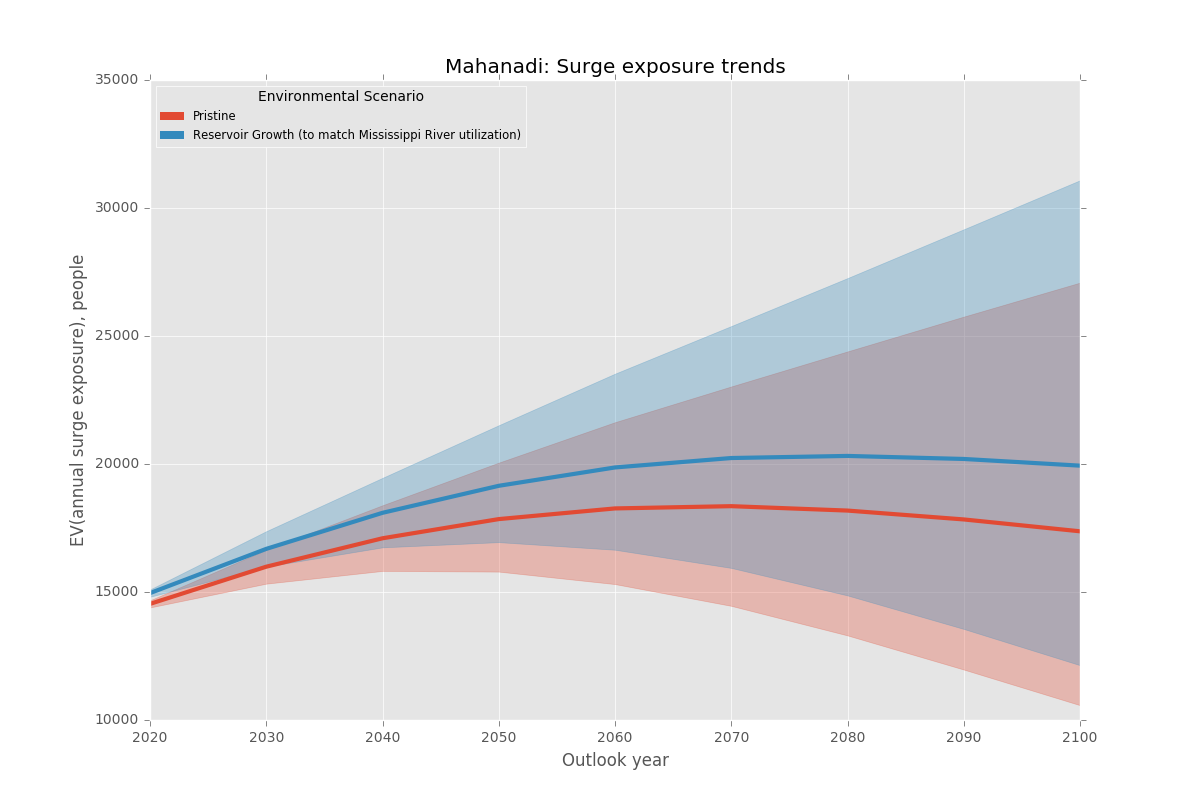 Mahanadi: Surge exposure trends
Environmental Scenario
Pristine
Reservoir Growth (to match Mississippi River utilization)
EV(annual surge exposure), people
35000
30000
25000
20000
15000
10000
2020 2030 2040 2050 2060 2070 2080 2090 2100
Outlook year